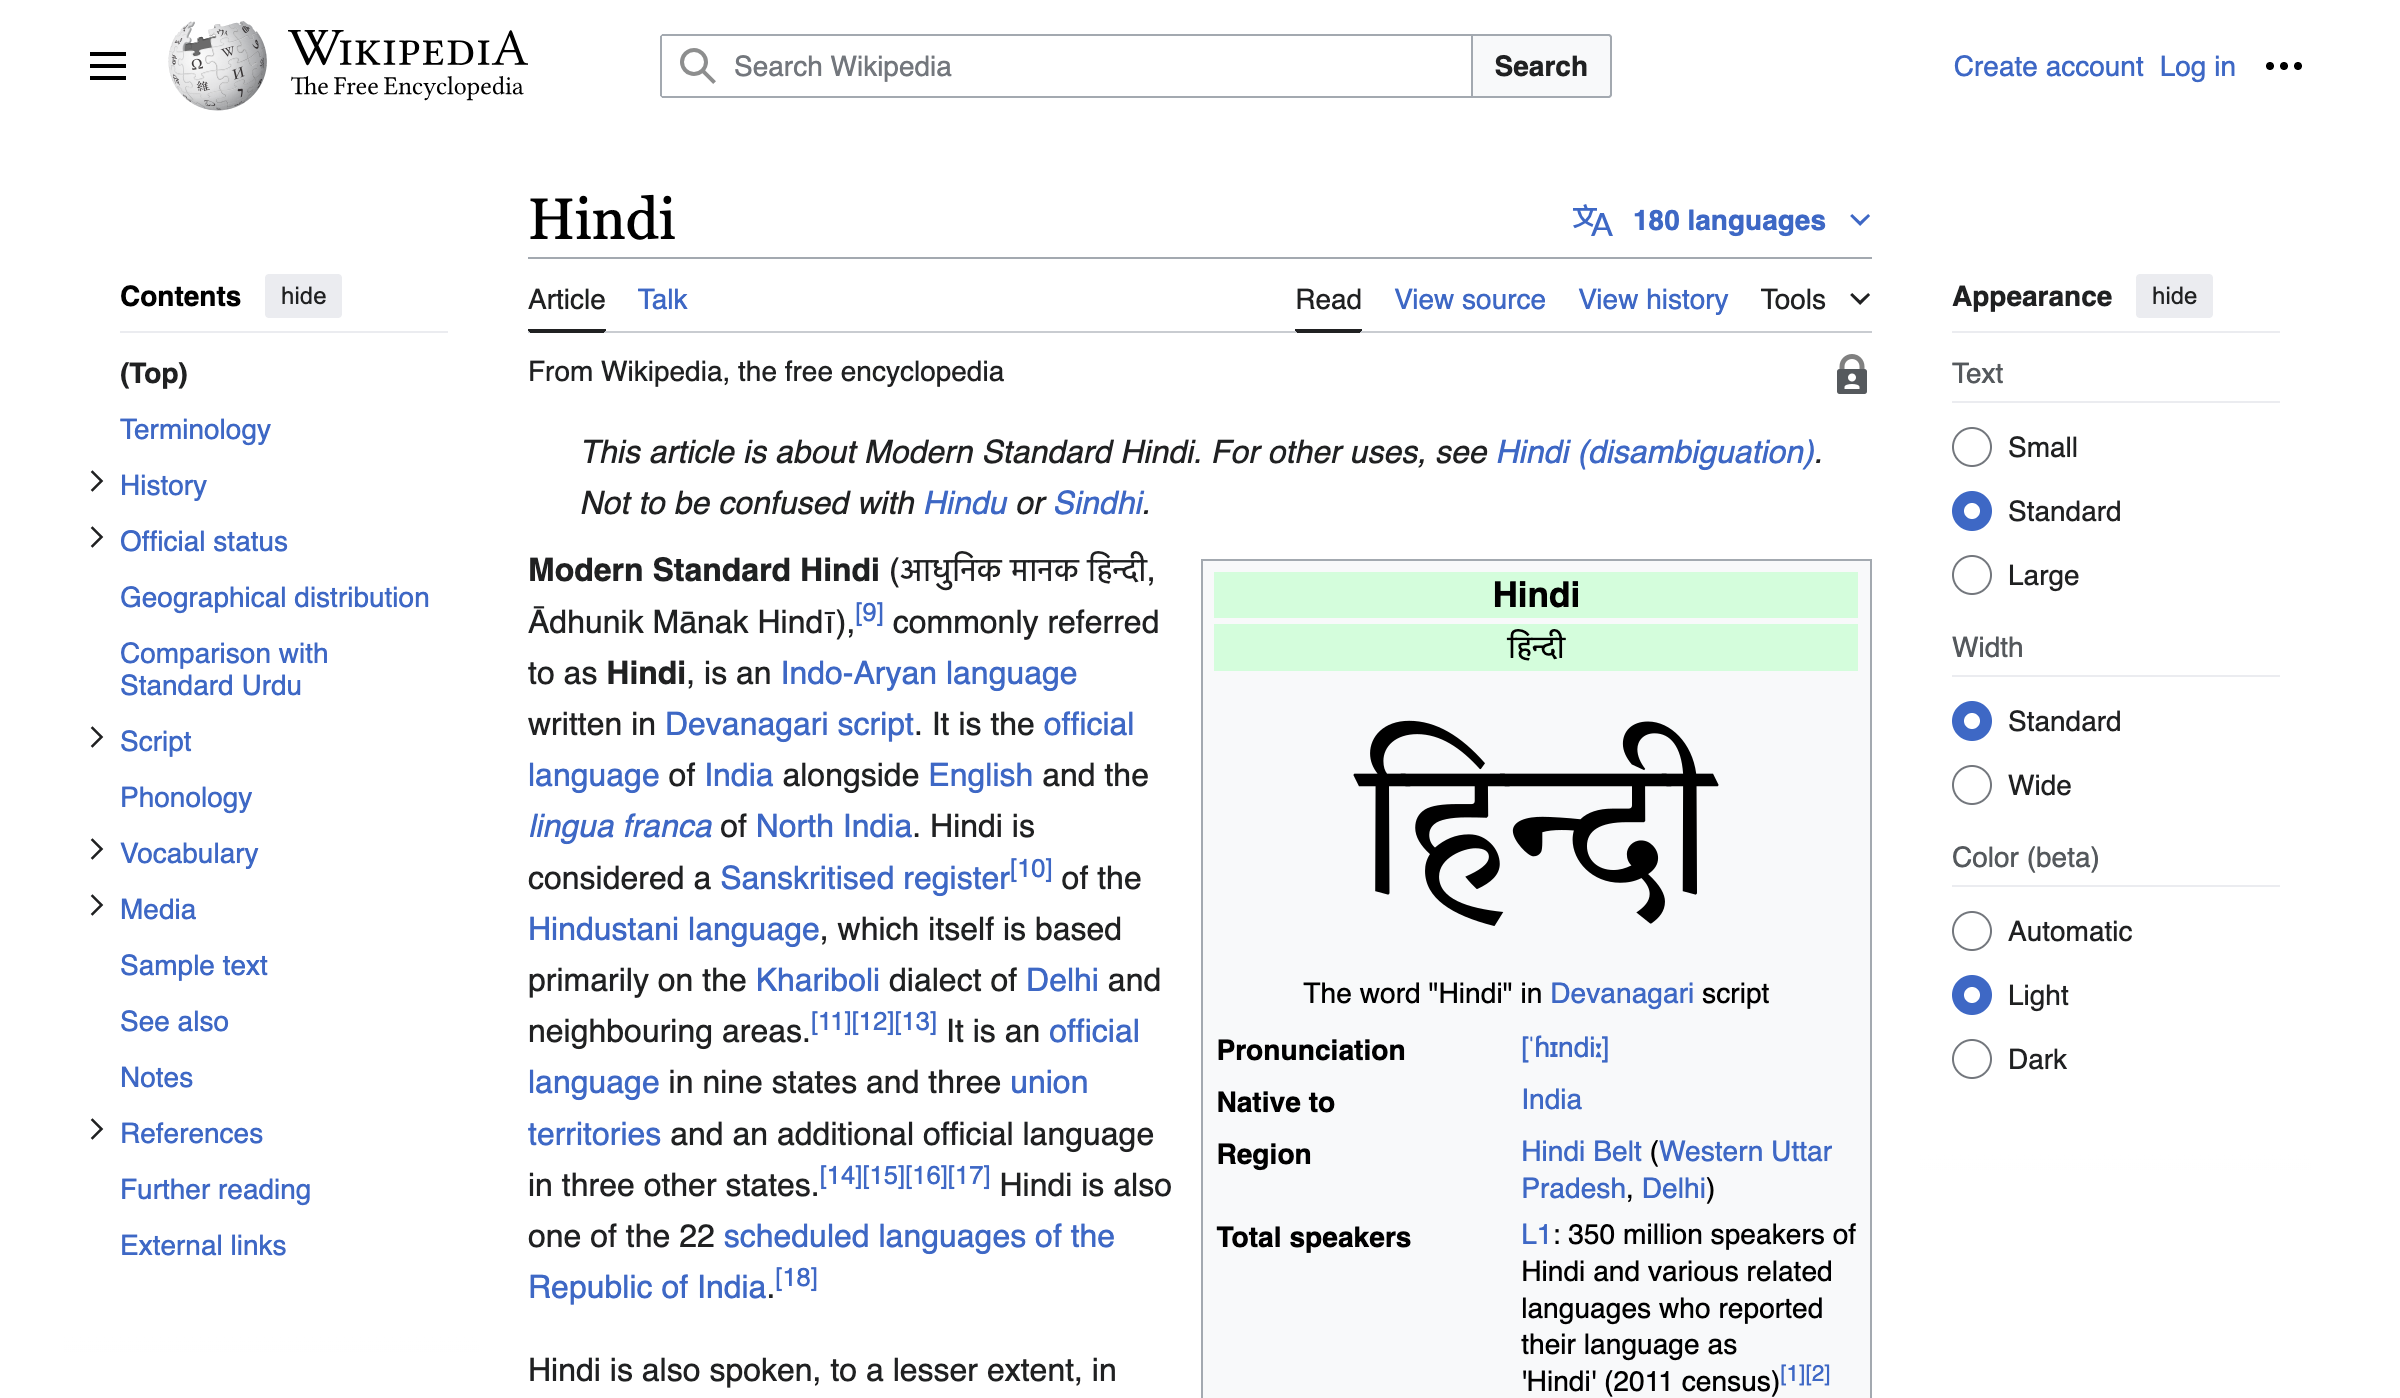 WIKIPEDIA
The Free Encyclopedia
Search Wikipedia
Search
Create account Log in
Hindi
180 languages
Contents hide
(Top)
Terminology
History
Official status
Geographical distribution
Comparison with
Standard Urdu
Script
Phonology
Vocabulary
Media
Sample text
See also
Notes
References
Further reading
External links
Article Talk
Read View source View history Tools
From Wikipedia, the free encyclopedia
This article is about Modern Standard Hindi. For other uses, see Hindi (disambiguation).
Not to be confused with Hindu or Sindhi.
Modern Standard Hindi (आधुनिक मानक हिन्दी,
Ādhunik Mānak Hindī),[9] commonly referred
to as Hindi, is an Indo-Aryan language
written in Devanagari script. It is the official
language of India alongside English and the
lingua franca of North India. Hindi is
considered a Sanskritised register[10] of the
Hindustani language, which itself is based
primarily on the Khariboli dialect of Delhi and
neighbouring areas.[11][12][13] It is an official
language in nine states and three union
territories and an additional official language
in three other states.[14][15][16][17] Hindi is also
one of the 22 scheduled languages of the
Republic of India.[18]
Hindi is also spoken, to a lesser extent, in
Hindi
हिन्दी
हिन्दी
The word "Hindi" in Devanagari script
Pronunciation [ˈɦɪndiː]
Native to India
Region Hindi Belt (Western Uttar
Pradesh, Delhi)
Total speakers L1: 350 million speakers of
Hindi and various related
languages who reported
their language as
'Hindi' (2011 census)[1][2]
Appearance hide
Text
Small
Standard
Large
Width
Standard
Wide
Color (beta)
Automatic
Light
Dark